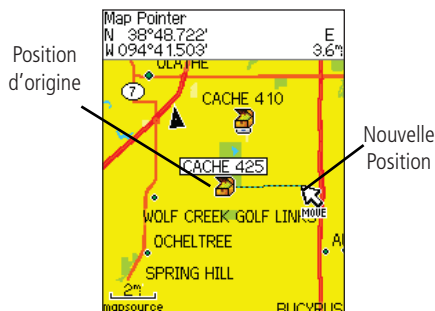 Map Pointer
N 38°48.722' E
W 094°41.503' 3.6m
OLATHE
7
CACHE 410
CACHE 425
MOVE
WOLF CREEK GOLF LINKS
OCHELTREE
SPRING HILL
2m
mapsource
BUCYRUS
Position
d'origine
Nouvelle
Position